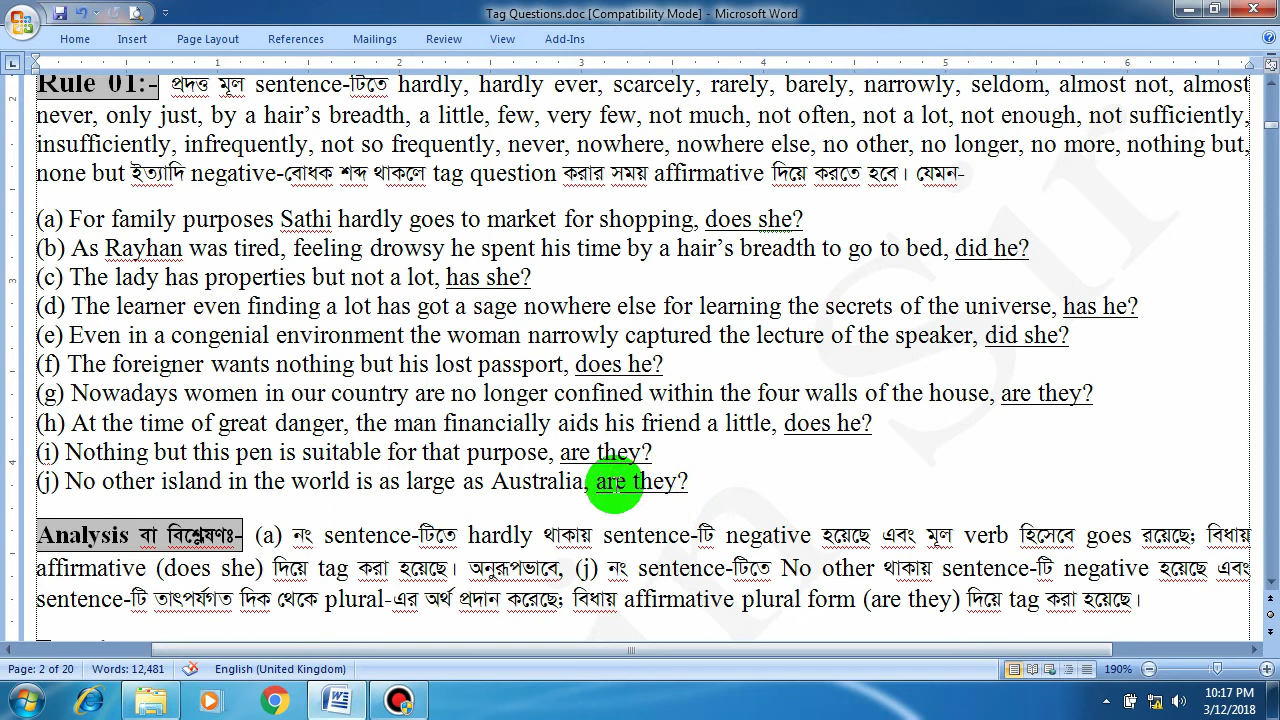 Tag Questions.doc [Compatibility Mode] - Microsoft Word
Home Insert Page Layout References Mailings Review View Add-Ins
1 2 3 4 5 6
Rule 01:- প্রদত্ত মূল sentence-টিতে hardly, hardly ever, scarcely, rarely, barely, narrowly, seldom, almost not, almost
never, only just, by a hair's breadth, a little, few, very few, not much, not often, not a lot, not enough, not sufficiently,
insufficiently, infrequently, not so frequently, never, nowhere, nowhere else, no other, no longer, no more, nothing but,
none but ইত্যাদি negative-বোধক শব্দ থাকলে tag question করার সময় affirmative দিয়ে করতে হবে। যেমন-
(a) For family purposes Sathi hardly goes to market for shopping, does she?
(b) As Rayhan was tired, feeling drowsy he spent his time by a hair's breadth to go to bed, did he?
(c) The lady has properties but not a lot, has she?
(d) The learner even finding a lot has got a sage nowhere else for learning the secrets of the universe, has he?
(e) Even in a congenial environment the woman narrowly captured the lecture of the speaker, did she?
(f) The foreigner wants nothing but his lost passport, does he?
(g) Nowadays women in our country are no longer confined within the four walls of the house, are they?
(h) At the time of great danger, the man financially aids his friend a little, does he?
(i) Nothing but this pen is suitable for that purpose, are they?
(j) No other island in the world is as large as Australia, are they?
Analysis বা বিশ্লেষণঃ- (a) নং sentence-টিতে hardly থাকায় sentence-টি negative হয়েছে এবং মূল verb হিসেবে goes রয়েছে; বিধায়
affirmative (does she) দিয়ে tag করা হয়েছে। অনুরূপভাবে, (j) নং sentence-টিতে No other থাকায় sentence-টি negative হয়েছে এবং
sentence-টি তাৎপর্যগত দিক থেকে plural-এর অর্থ প্রদান করেছে; বিধায় affirmative plural form (are they) দিয়ে tag করা হয়েছে।
Page: 2 of 20 Words: 12,481 English (United Kingdom) 190%
10:17 PM
3/12/2018